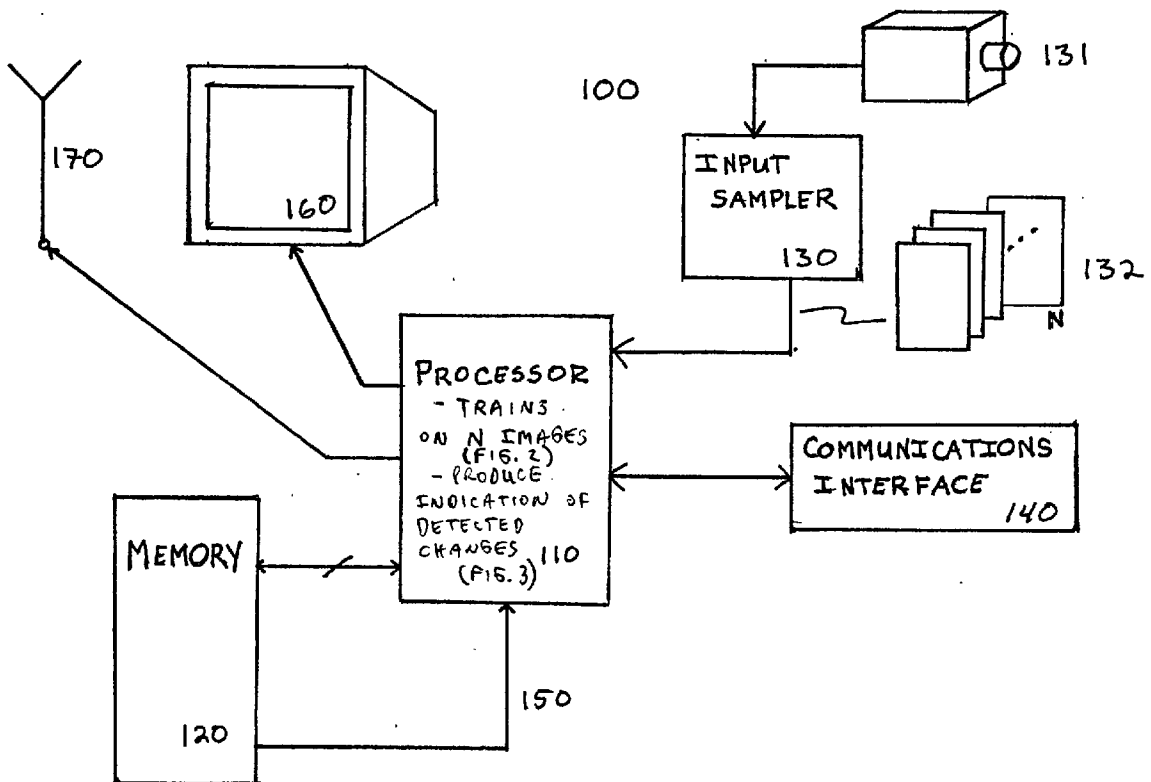 131
100
170
INPUT
SAMPLER
130
160
132
N
PROCESSOR
- TRAINS
ON N IMAGES
(FIG. 2)
- PRODUCE
INDICATION OF
DETECTED
CHANGES 110
(FIG. 3)
COMMUNICATIONS
INTERFACE
140
MEMORY
120
150